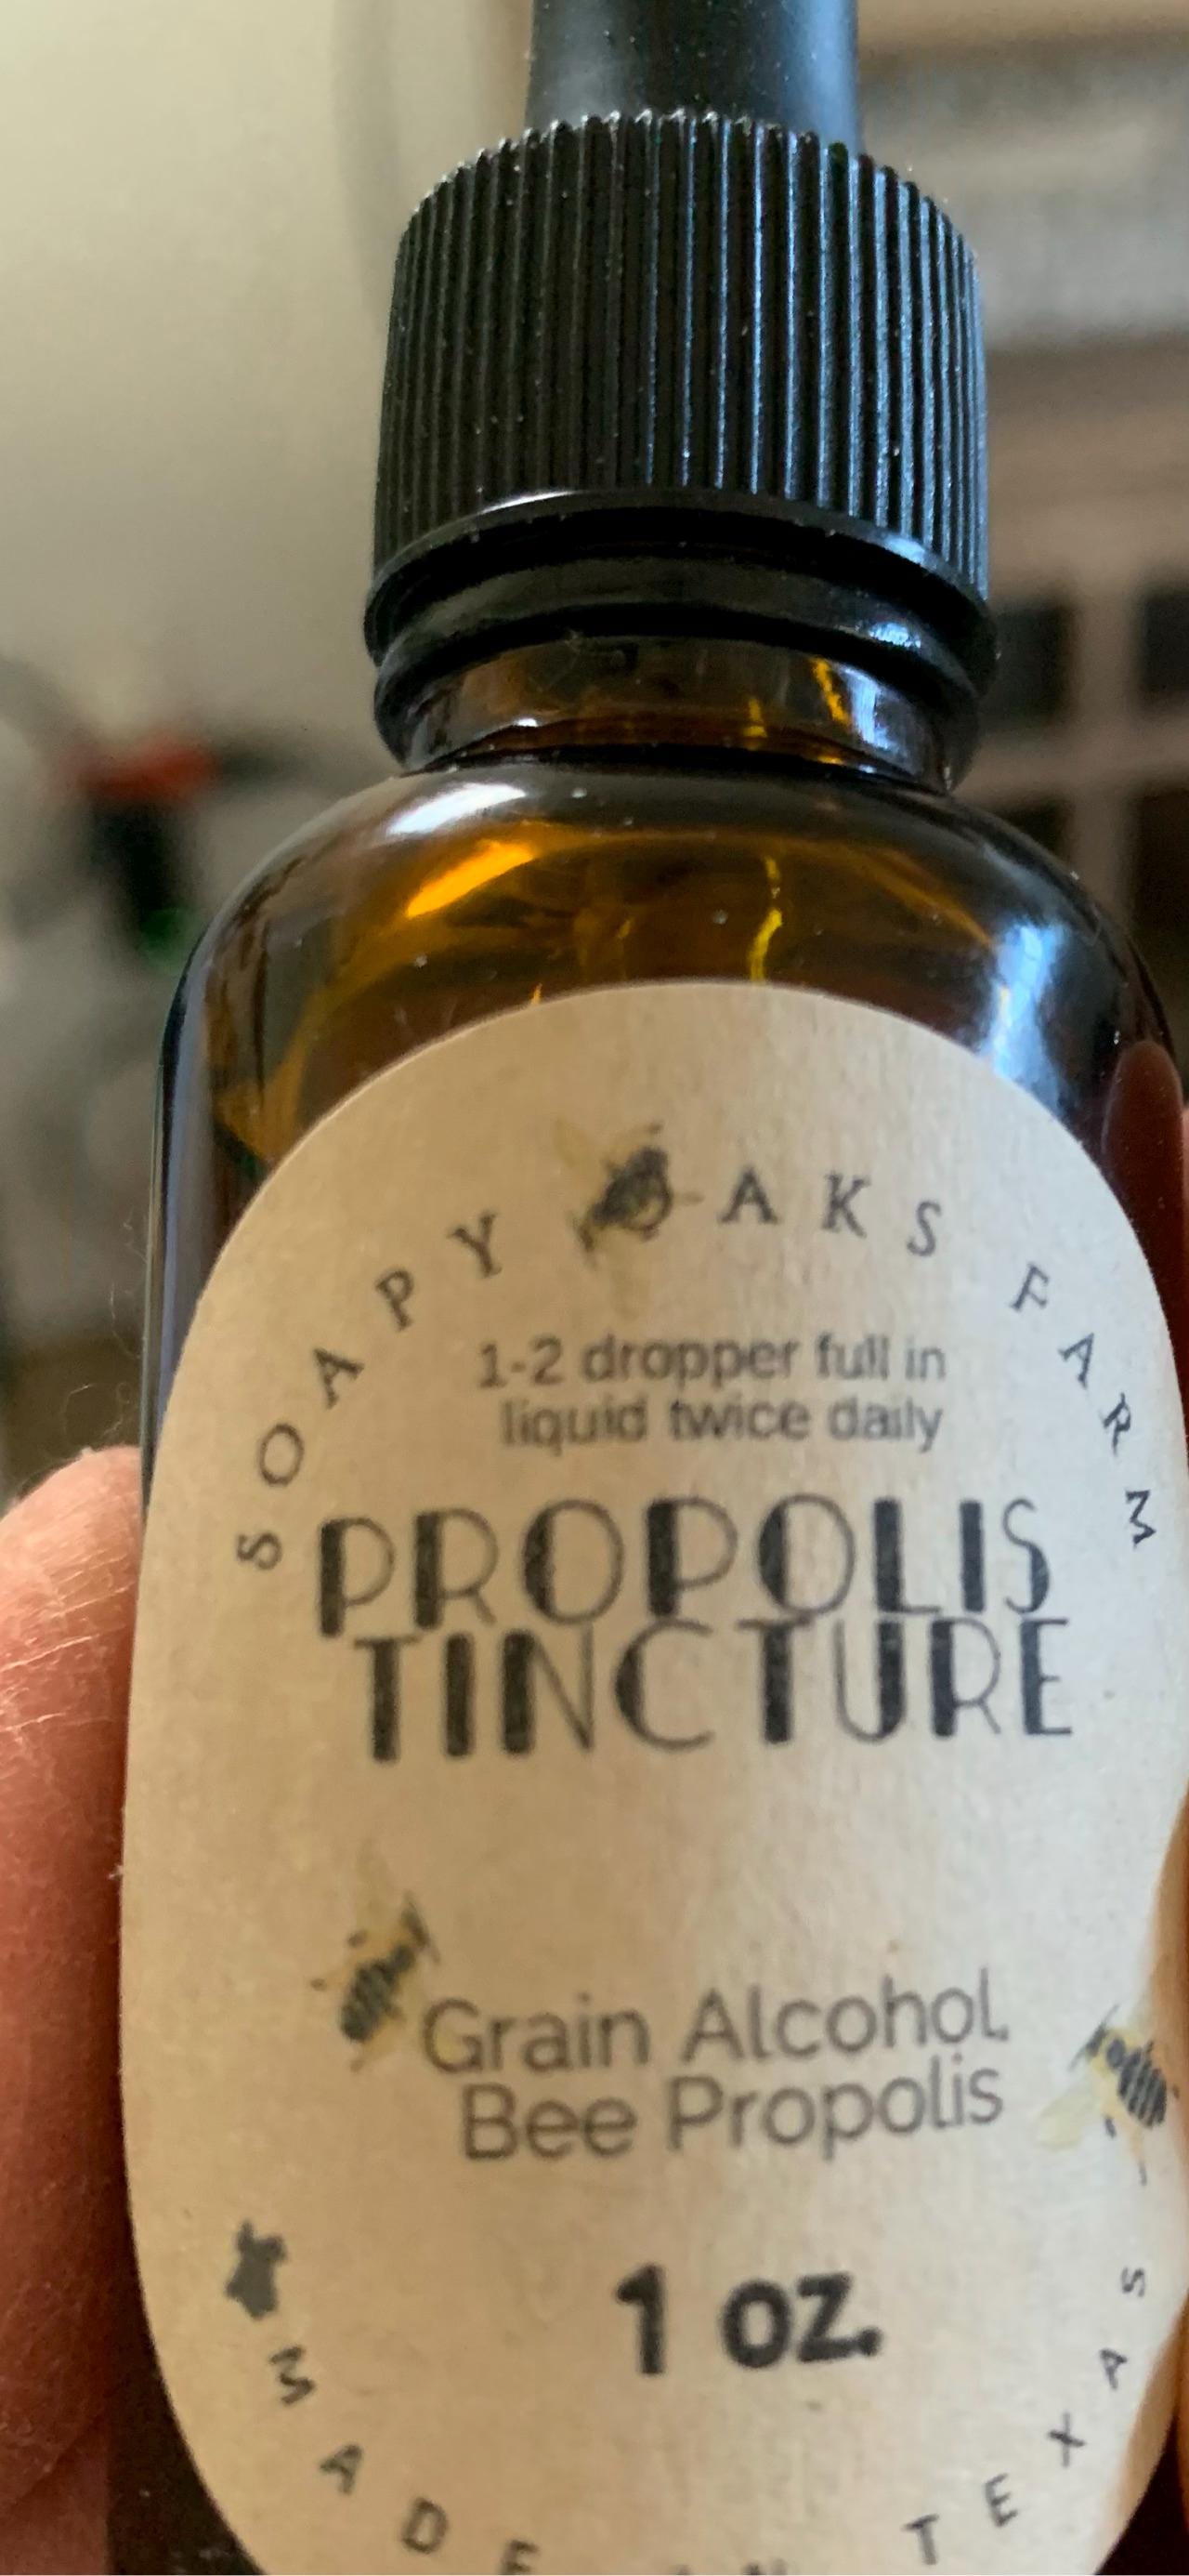 SOAPY AKS FARM
1-2 dropper full in
liquid twice daily
PROPOLIS
TINCTURE
Grain Alcohol,
Bee Propolis
1 oz.
MADE IN TEXAS